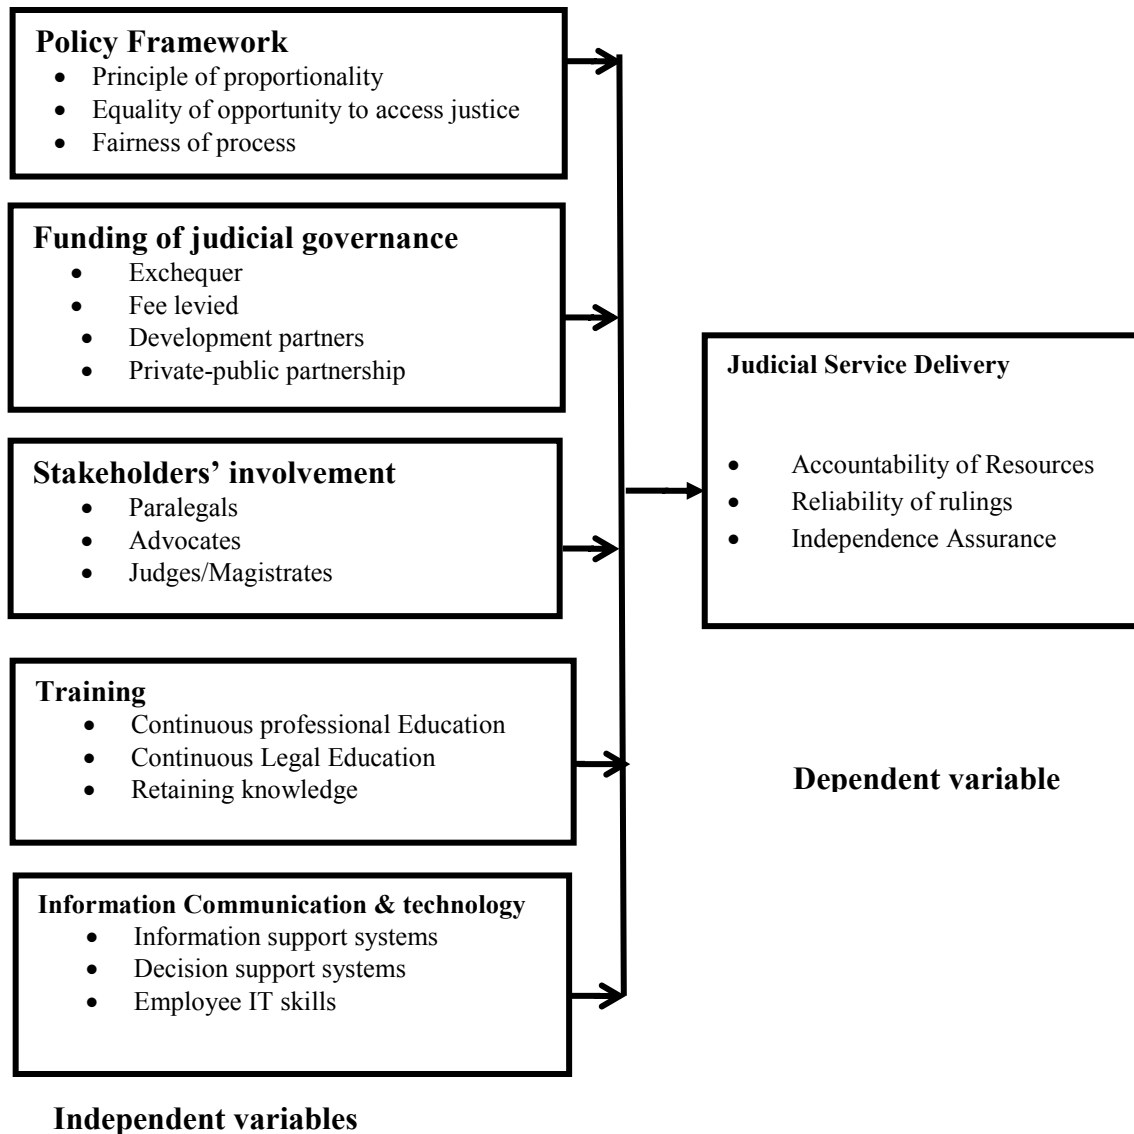 Policy Framework
• Principle of proportionality
• Equality of opportunity to access justice
• Fairness of process
Funding of judicial governance
• Exchequer
• Fee levied
• Development partners
• Private-public partnership
Stakeholders’ involvement
• Paralegals
• Advocates
• Judges/Magistrates
Training
• Continuous professional Education
• Continuous Legal Education
• Retaining knowledge
Information Communication & technology
• Information support systems
• Decision support systems
• Employee IT skills
Independent variables
Judicial Service Delivery
• Accountability of Resources
• Reliability of rulings
• Independence Assurance
Dependent variable